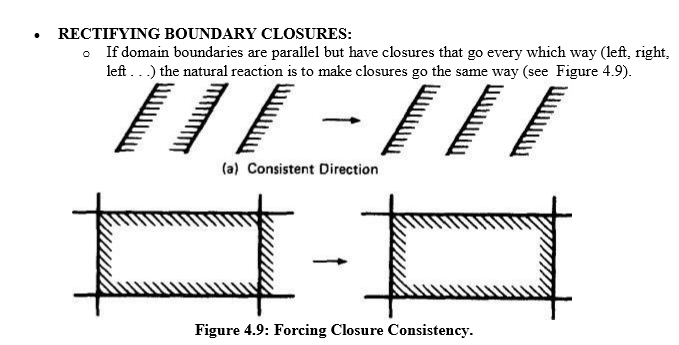 • RECTIFYING BOUNDARY CLOSURES:
o If domain boundaries are parallel but have closures that go every which way (left, right,
left . . .) the natural reaction is to make closures go the same way (see Figure 4.9).
(a) Consistent Direction
Figure 4.9: Forcing Closure Consistency.